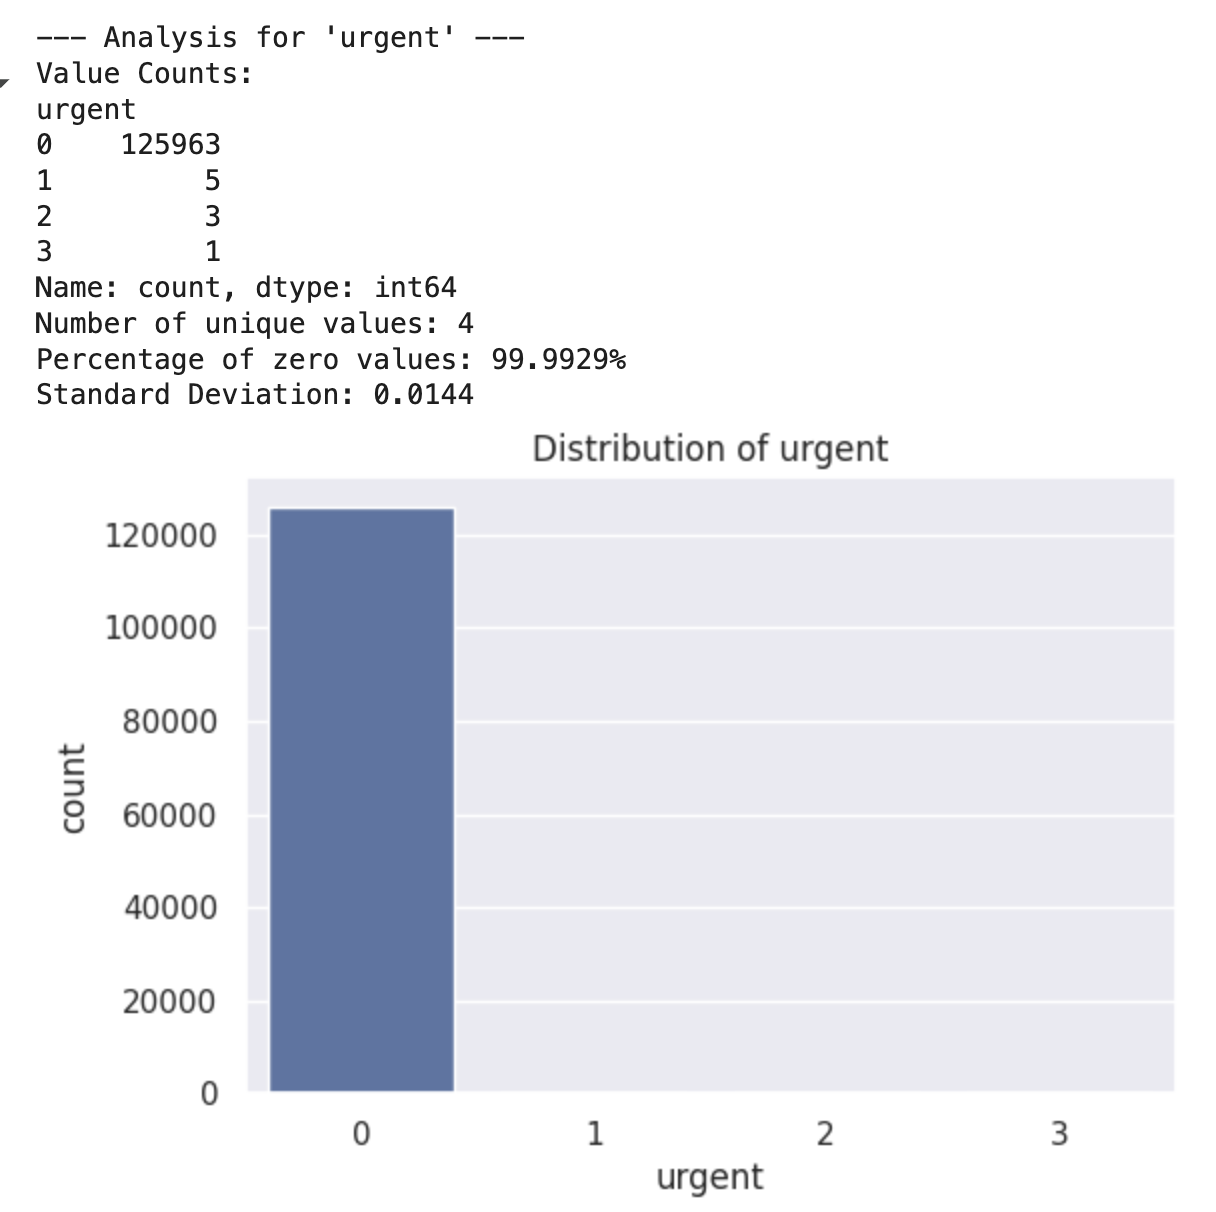 --- Analysis for 'urgent' ---
Value Counts:
urgent
0    125963
1         5
2         3
3         1
Name: count, dtype: int64
Number of unique values: 4
Percentage of zero values: 99.9929%
Standard Deviation: 0.0144
Distribution of urgent
120000
100000
80000
60000
40000
20000
0
count
0 1 2 3
urgent